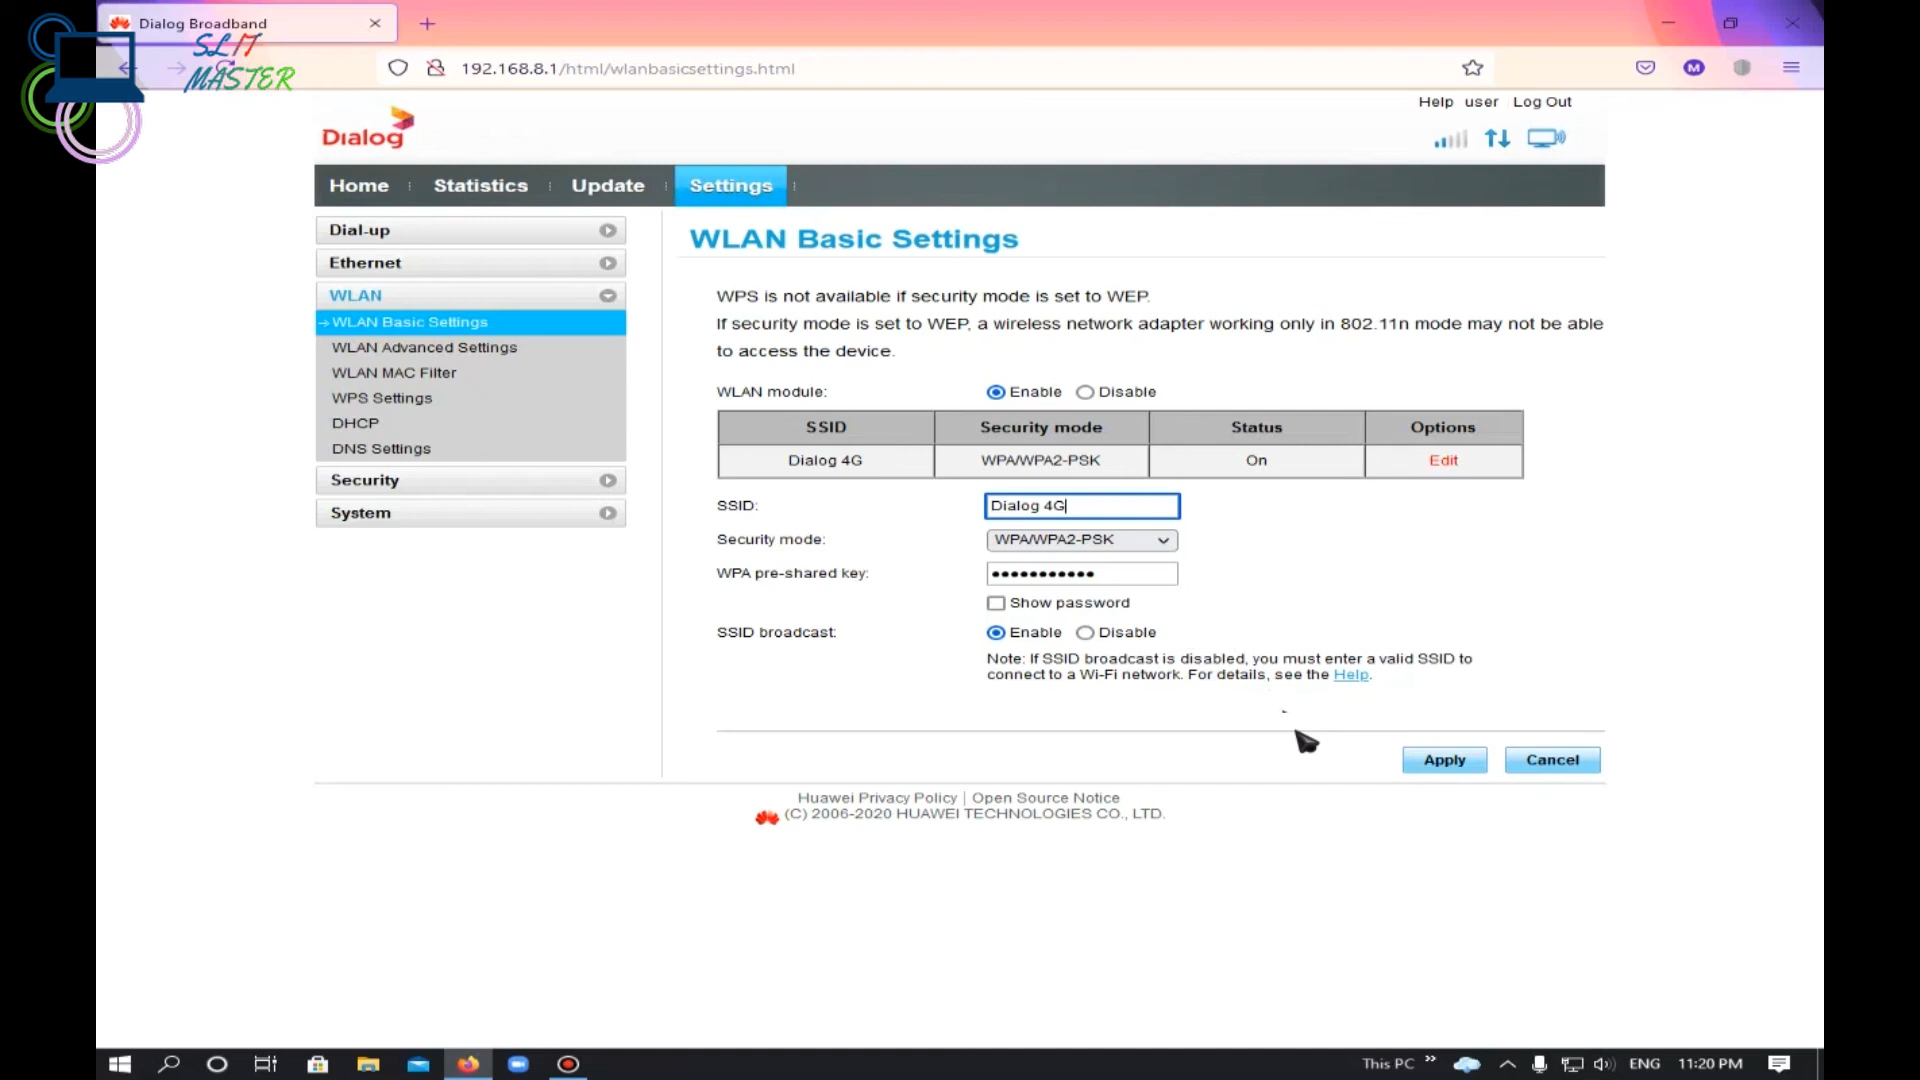 Dialog Broadband
SL IT
MASTER
192.168.8.1/html/wlanbasicsettings.html
M
Help user Log Out
Dialog
Home Statistics Update Settings
Dial-up
Ethernet
WLAN
WLAN Basic Settings
WLAN Advanced Settings
WLAN MAC Filter
WPS Settings
DHCP
DNS Settings
Security
System
WLAN Basic Settings
WPS is not available if security mode is set to WEP.
If security mode is set to WEP, a wireless network adapter working only in 802.11n mode may not be able
to access the device.
WLAN module: Enable Disable
SSID Security mode Status Options
Dialog 4G WPA/WPA2-PSK On Edit
SSID: Dialog 4G
Security mode: WPA/WPA2-PSK
WPA pre-shared key: •••••••••••
Show password
SSID broadcast: Enable Disable
Note: If SSID broadcast is disabled, you must enter a valid SSID to
connect to a Wi-Fi network. For details, see the Help.
Apply Cancel
Huawei Privacy Policy | Open Source Notice
(C) 2006-2020 HUAWEI TECHNOLOGIES CO., LTD.
This PC » ENG 11:20 PM